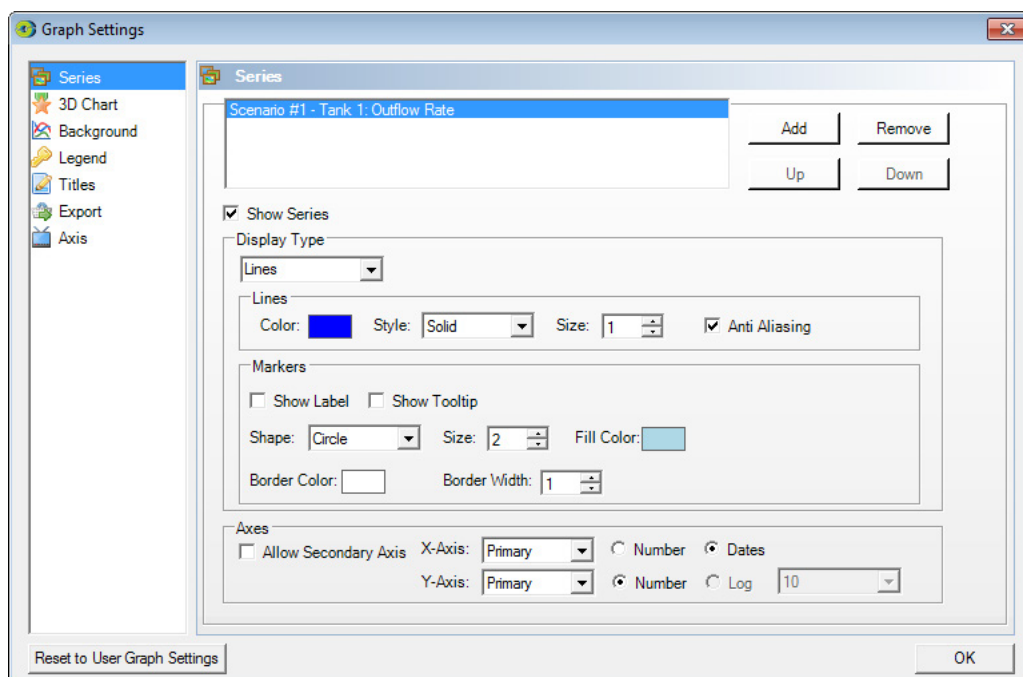 Graph Settings
Series
3D Chart
Background
Legend
Titles
Export
Axis
Series
Scenario #1 - Tank 1: Outflow Rate
Add Remove
Up Down
Show Series
Display Type
Lines
Lines
Color: Style: Solid Size: 1 Anti Aliasing
Markers
Show Label Show Tooltip
Shape: Circle Size: 2 Fill Color:
Border Color: Border Width: 1
Axes
Allow Secondary Axis X-Axis: Primary Number Dates
Y-Axis: Primary Number Log 10
Reset to User Graph Settings OK